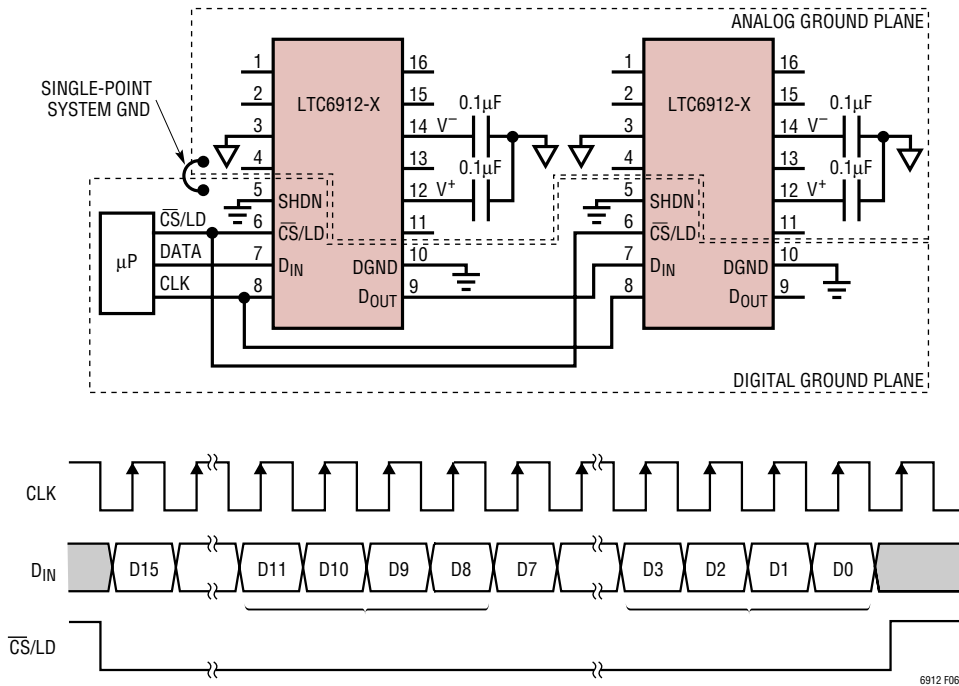 ANALOG GROUND PLANE
SINGLE-POINT
SYSTEM GND
LTC6912-X
1
2
3
4
5
6
7
8
16
15
14
13
12
11
10
9
V−
V+
0.1µF
0.1µF
SHDN
CS/LD
DIN
DGND
DOUT
µP
CS/LD
DATA
CLK
LTC6912-X
1
2
3
4
5
6
7
8
16
15
14
13
12
11
10
9
V−
V+
0.1µF
0.1µF
SHDN
CS/LD
DIN
DGND
DOUT
DIGITAL GROUND PLANE
CLK
DIN
D15 D11 D10 D9 D8 D7 D3 D2 D1 D0
CS/LD
6912 F06